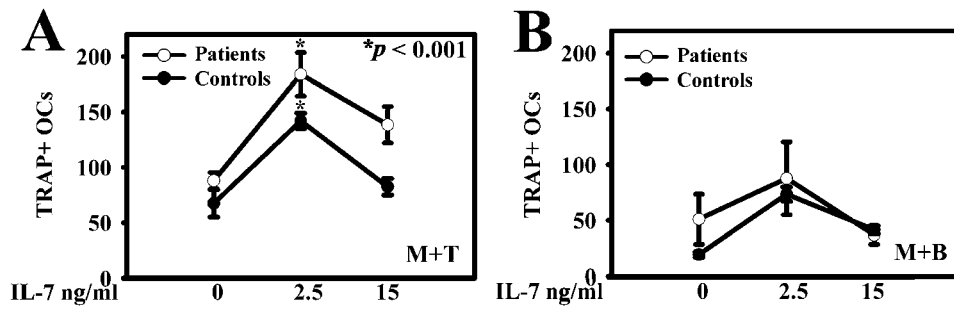 A
200
150
100
50
0
TRAP+ OCs
Patients
Controls
*p < 0.001
*
*
M+T
IL-7 ng/ml 0 2.5 15
B
200
150
100
50
0
TRAP+ OCs
Patients
Controls
M+B
IL-7 ng/ml 0 2.5 15